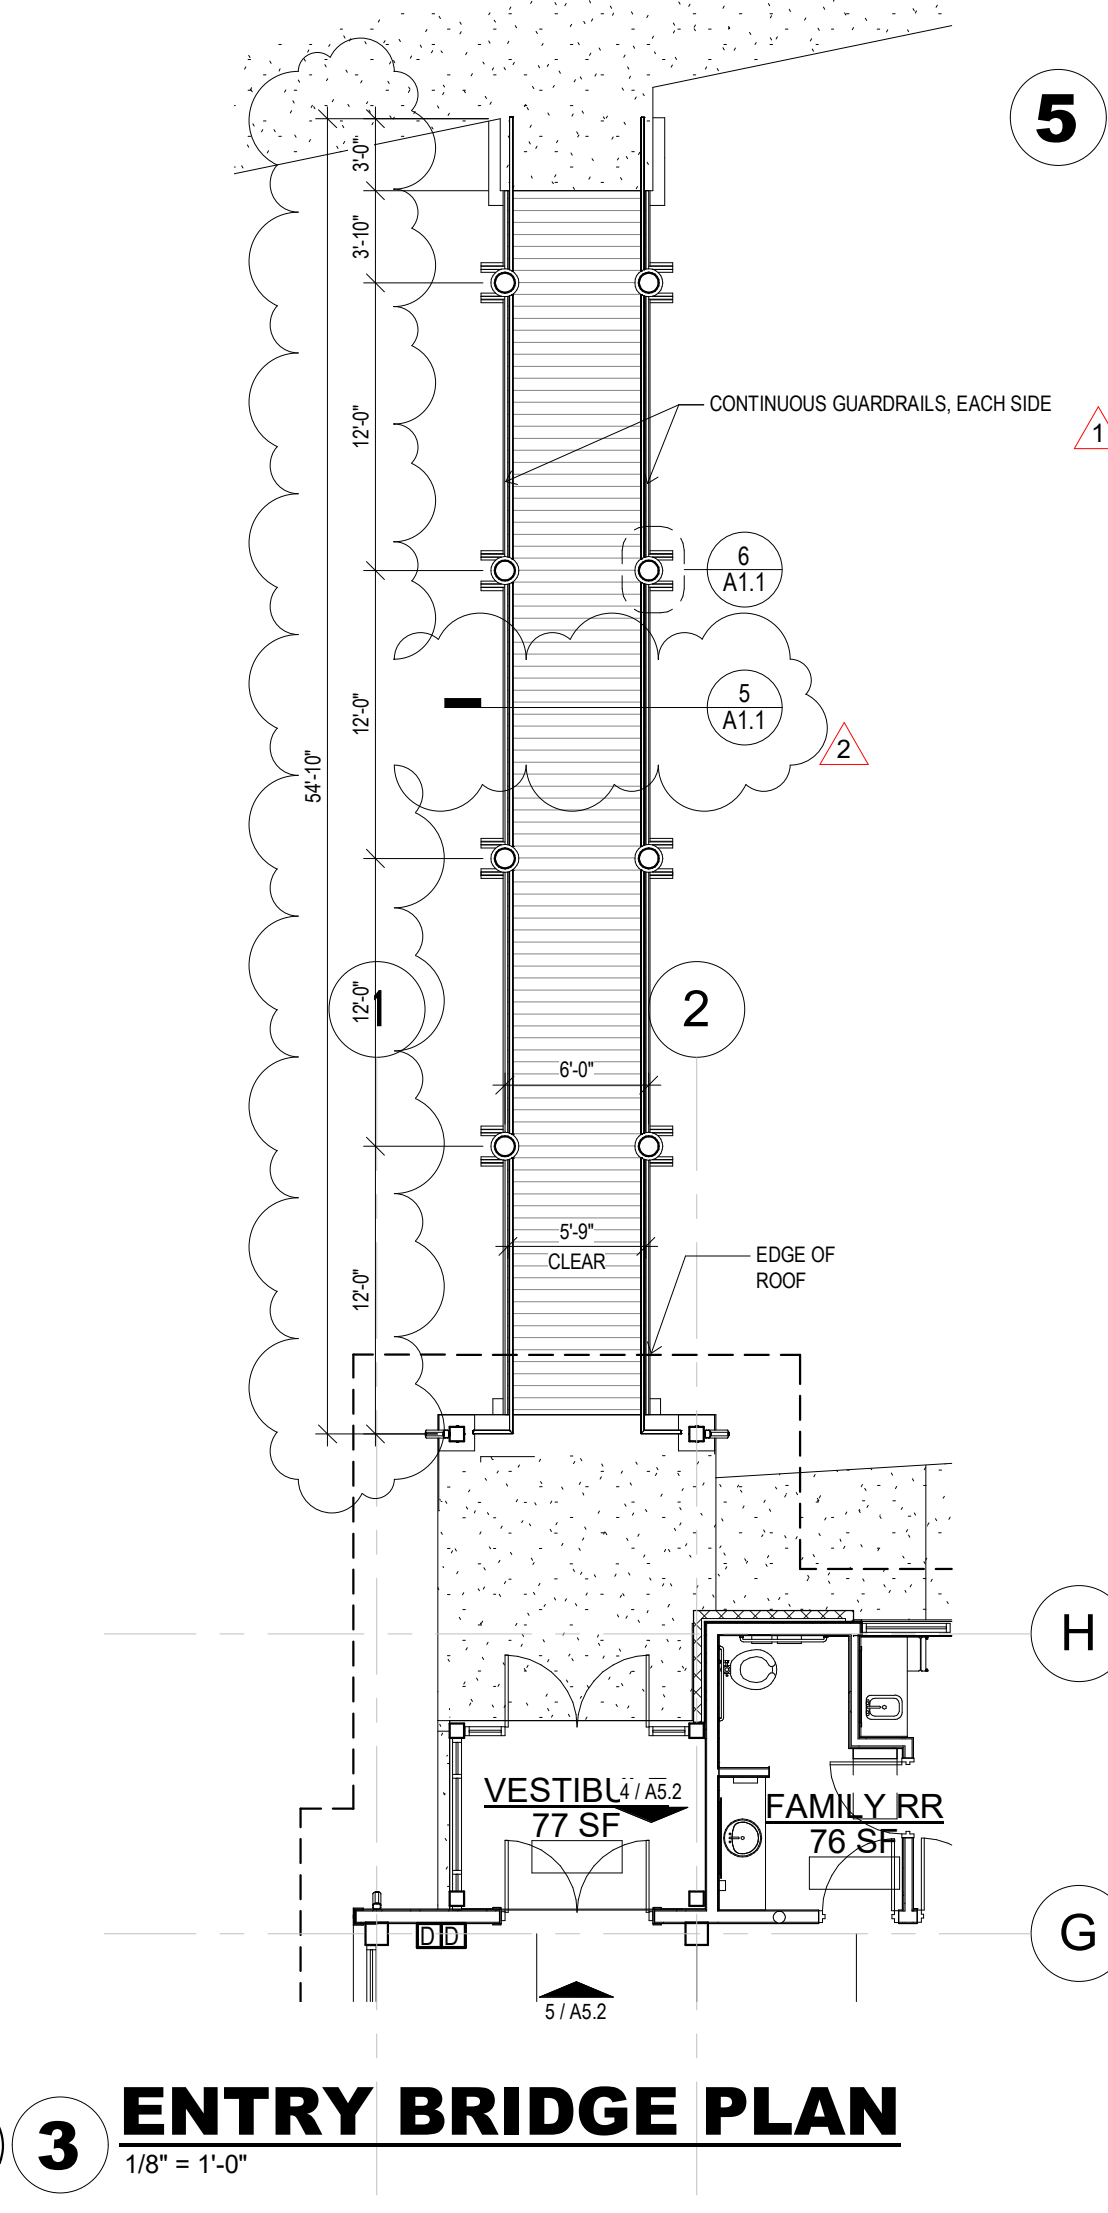 5
3'-0"
3'-10"
12'-0"
CONTINUOUS GUARDRAILS, EACH SIDE
1
6
A1.1
5
A1.1
2
12'-0"
54'-10"
12'-0"
1
2
6'-0"
5'-9"
CLEAR
EDGE OF
ROOF
12'-0"
H
4 / A5.2
77 SF
FAMILY RR
76 SF
D D
G
5 / A5.2
3
ENTRY BRIDGE PLAN
1/8" = 1'-0"